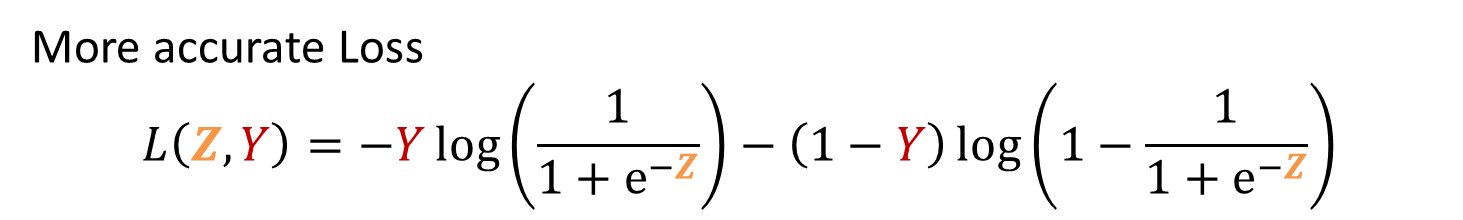 More accurate Loss
L(Z,Y) = −Y log(1/(1 + e^{−Z})) − (1 − Y) log(1 − 1/(1 + e^{−Z}))